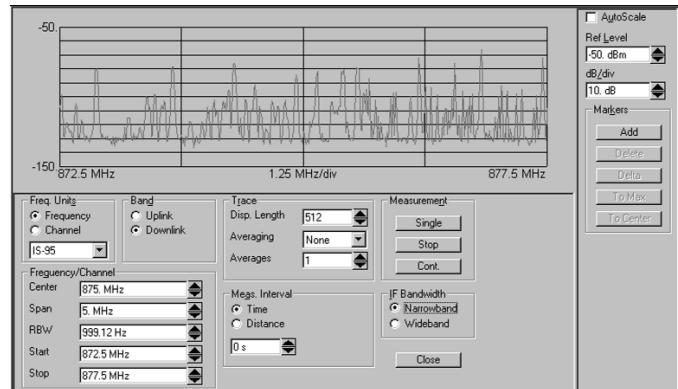 -50.
-150.
872.5 MHz
1.25 MHz/div
877.5 MHz
AutoScale
Ref Level
-50. dBm
dB/div
10. dB
Markers
Add
Delete
Delta
To Max
To Center
Freq. Units
Frequency
Channel
IS-95
Band
Uplink
Downlink
Trace
Disp. Length
512
Averaging
None
Averages
1
Measurement
Single
Stop
Cont.
Frequency/Channel
Center
875. MHz
Span
5. MHz
RBW
999.12 Hz
Start
872.5 MHz
Stop
877.5 MHz
Meas. Interval
Time
Distance
0 s
IF Bandwidth
Narrowband
Wideband
Close